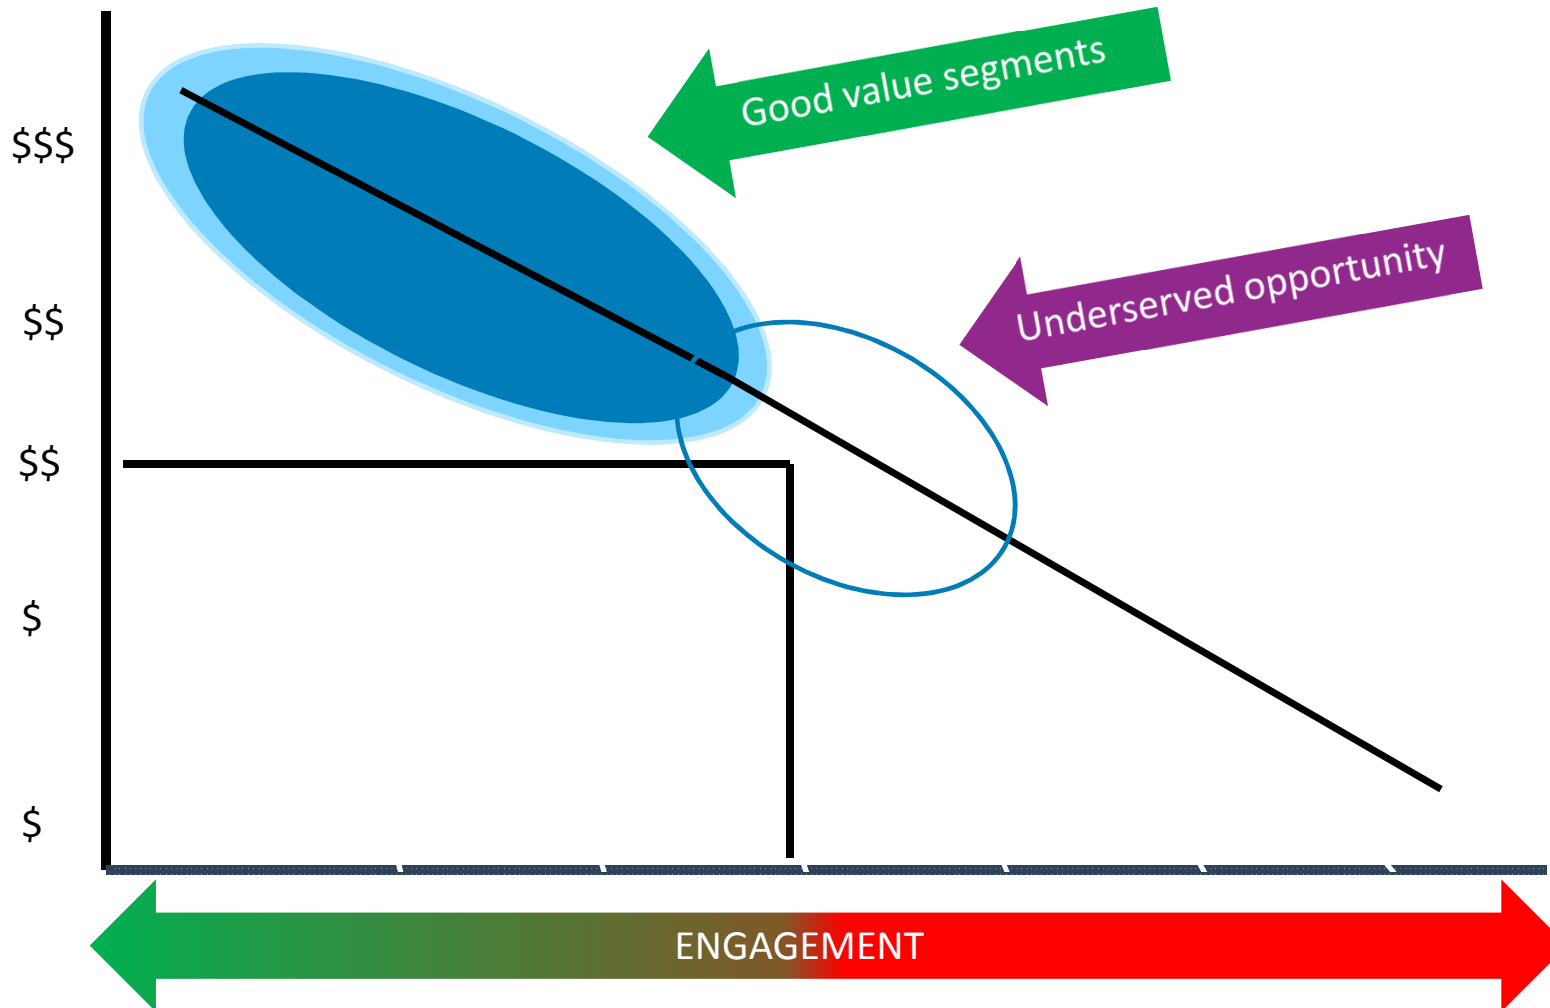 Good value segments
$$$
Underserved opportunity
$$
$$
$
$
ENGAGEMENT